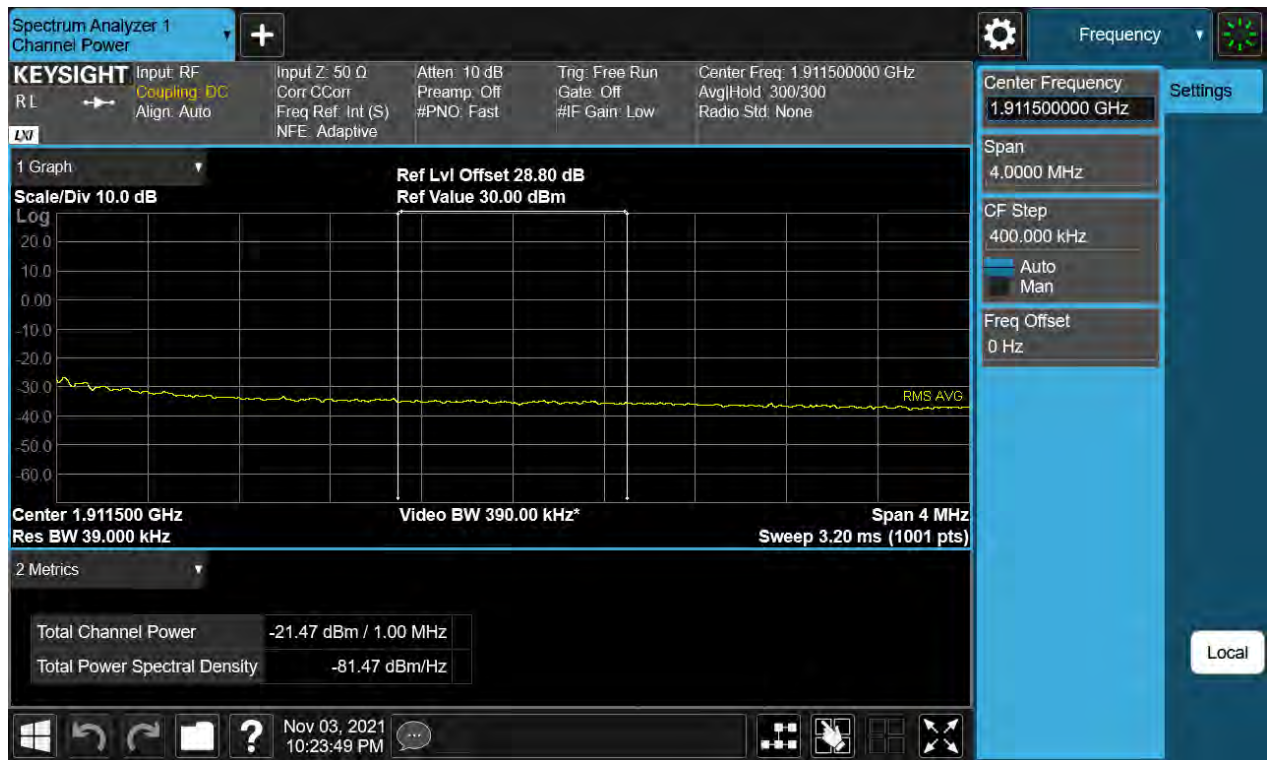 Spectrum Analyzer 1
Channel Power
+
Frequency
KEYSIGHT
RL
LXI
Input: RF
Coupling: DC
Align: Auto
Input Z: 50 Ω
Corr CCorr
Freq Ref: Int (S)
NFE: Adaptive
Atten: 10 dB
Preamp: Off
#PNO: Fast
Trig: Free Run
Gate: Off
#IF Gain: Low
Center Freq: 1.911500000 GHz
Avg|Hold: 300/300
Radio Std: None
1 Graph
Scale/Div 10.0 dB
Ref Lvl Offset 28.80 dB
Ref Value 30.00 dBm
Log
20.0
10.0
0.00
-10.0
-20.0
-30.0
-40.0
-50.0
-60.0
RMS AVG
Center 1.911500 GHz
Res BW 39.000 kHz
Video BW 390.00 kHz*
Span 4 MHz
Sweep 3.20 ms (1001 pts)
2 Metrics
Total Channel Power -21.47 dBm / 1.00 MHz
Total Power Spectral Density -81.47 dBm/Hz
Center Frequency
1.911500000 GHz
Span
4.0000 MHz
CF Step
400.000 kHz
Auto
Man
Freq Offset
0 Hz
Settings
Local
?
Nov 03, 2021
10:23:49 PM